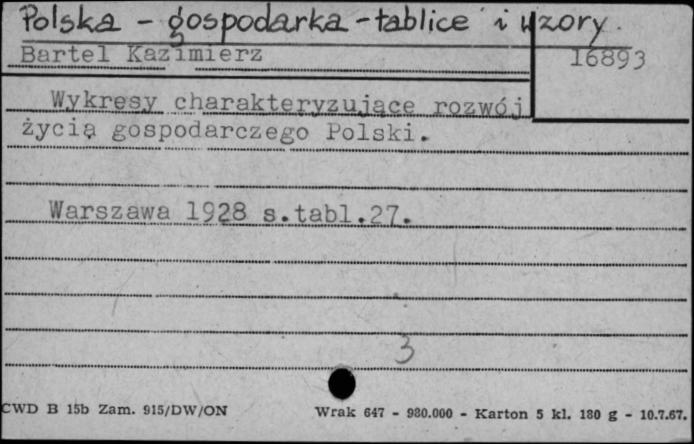 Polska - gospodarka - tablice i wzory.
Bartel Kazimierz
16893
Wykresy charakteryzujące rozwój
życia gospodarczego Polski.
Warszawa 1928 s.tabl.27.
3
CWD B 15b Zam. 915/DW/ON
Wrak 647 - 980.000 - Karton 5 kl. 180 g - 10.7.67.